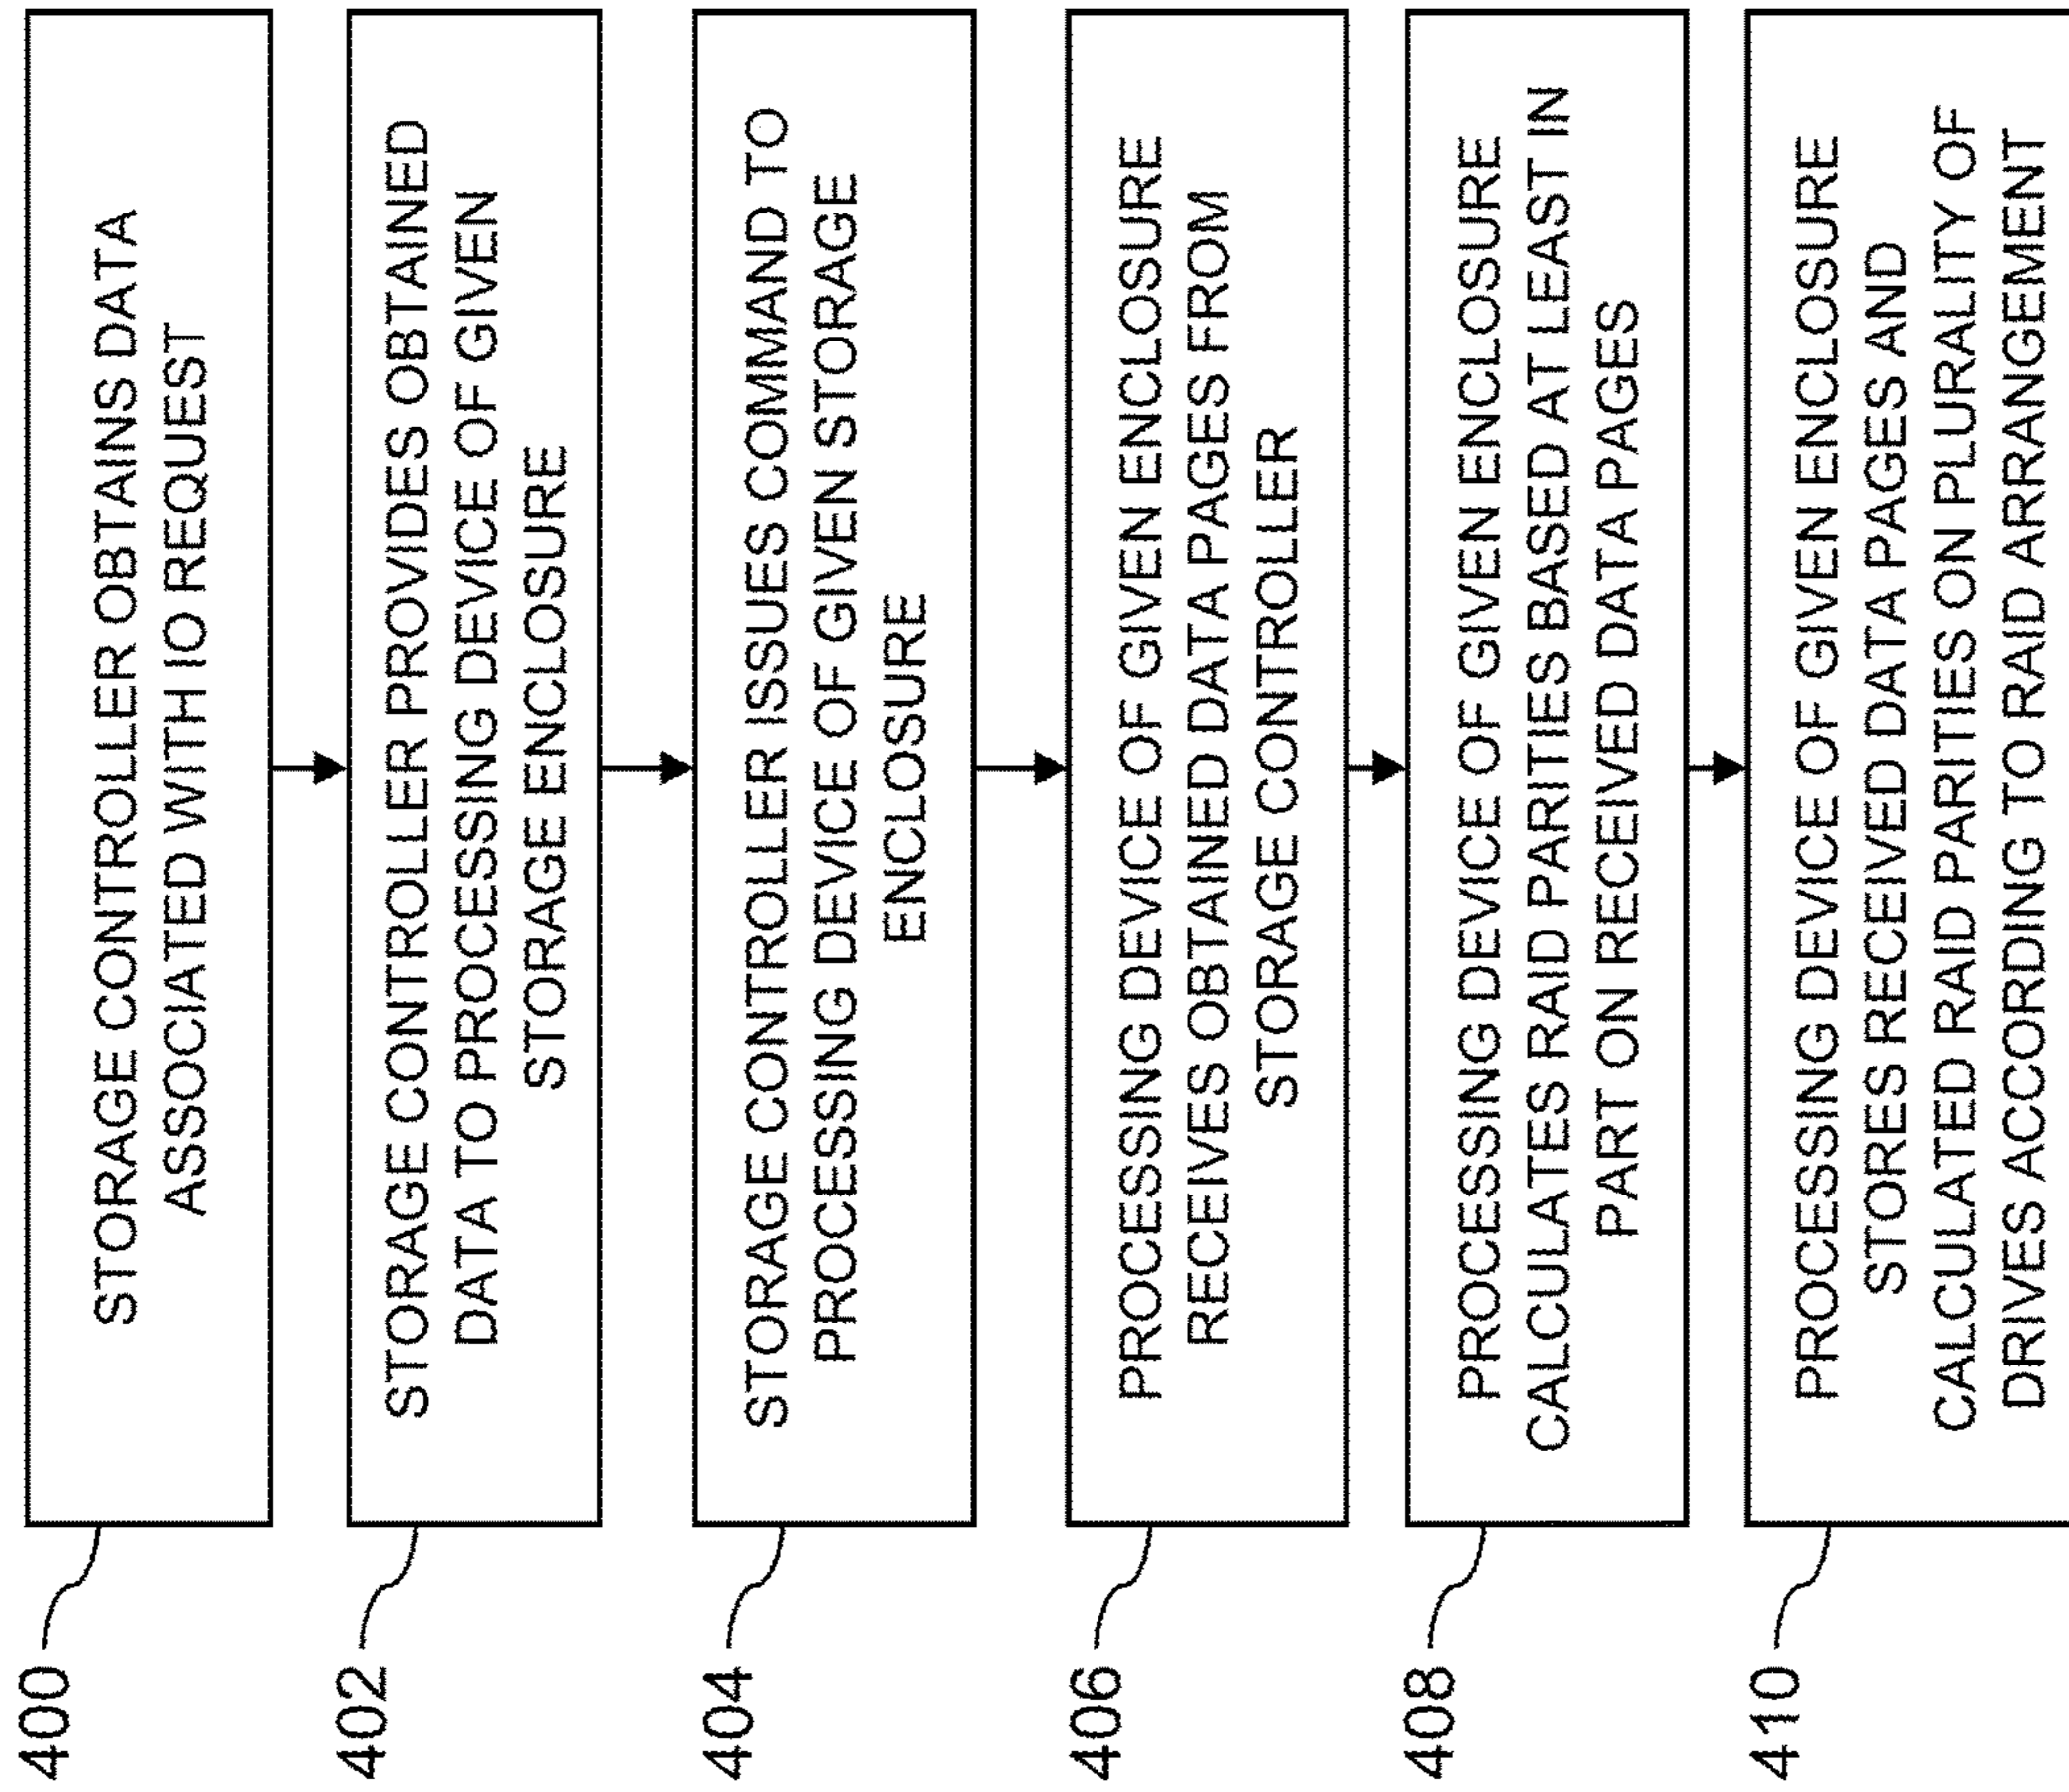 400
STORAGE CONTROLLER OBTAINS DATA
ASSOCIATED WITH IO REQUEST
402
STORAGE CONTROLLER PROVIDES OBTAINED
DATA TO PROCESSING DEVICE OF GIVEN
STORAGE ENCLOSURE
404
STORAGE CONTROLLER ISSUES COMMAND TO
PROCESSING DEVICE OF GIVEN STORAGE
ENCLOSURE
406
PROCESSING DEVICE OF GIVEN ENCLOSURE
RECEIVES OBTAINED DATA PAGES FROM
STORAGE CONTROLLER
408
PROCESSING DEVICE OF GIVEN ENCLOSURE
CALCULATES RAID PARITIES BASED AT LEAST IN
PART ON RECEIVED DATA PAGES
410
PROCESSING DEVICE OF GIVEN ENCLOSURE
STORES RECEIVED DATA PAGES AND
CALCULATED RAID PARITIES ON PLURALITY OF
DRIVES ACCORDING TO RAID ARRANGEMENT